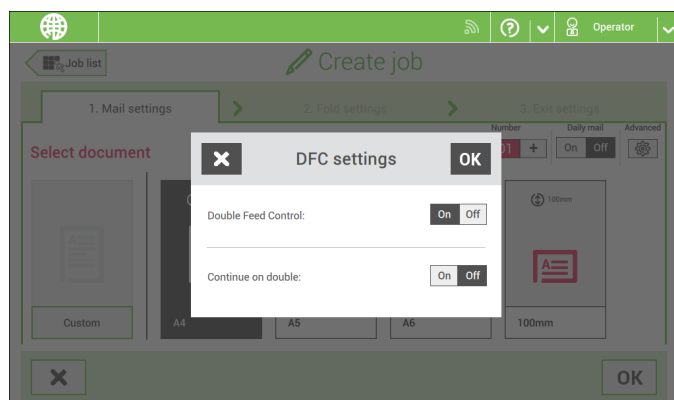 Operator
Job list
Create job
1. Mail settings
2. Fold settings
3. Exit settings
Number
Daily mail
Advanced
Select document
01
+
On Off
DFC settings
OK
Double Feed Control:
On Off
Continue on double:
On Off
100mm
Custom
A4
A5
A6
100mm
OK